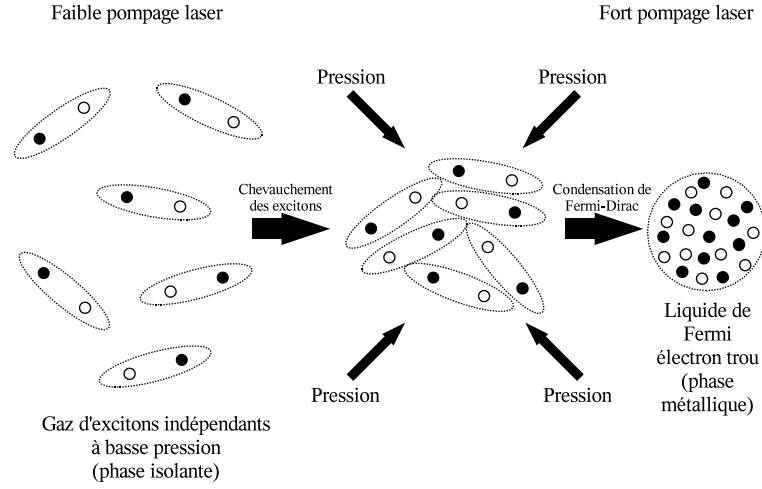 Faible pompage laser
Fort pompage laser
Pression
Pression
Chevauchement
des excitons
Condensation de
Fermi-Dirac
Pression
Pression
Gaz d'excitons indépendants
à basse pression
(phase isolante)
Liquide de
Fermi
électron trou
(phase
métallique)